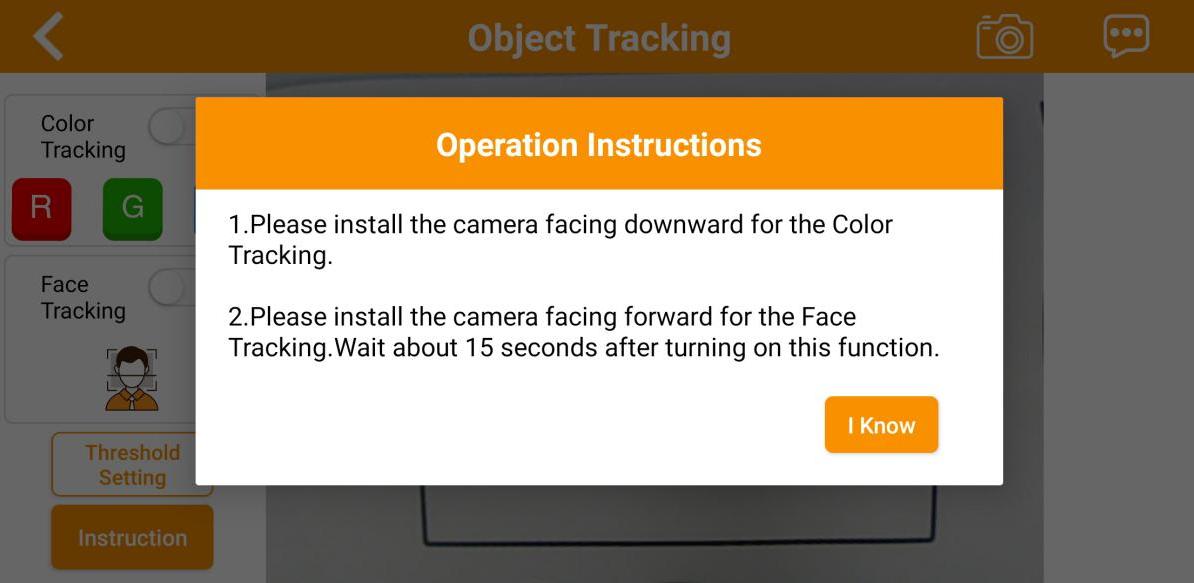 Object Tracking
Color
Tracking
R
G
Face
Tracking
Threshold
Setting
Instruction
Operation Instructions
1.Please install the camera facing downward for the Color
Tracking.
2.Please install the camera facing forward for the Face
Tracking.Wait about 15 seconds after turning on this function.
I Know